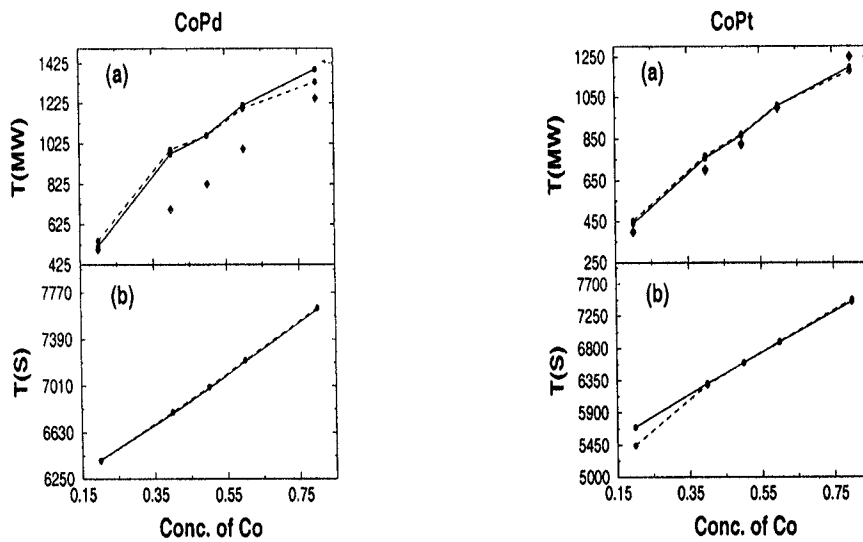 CoPd
(a)
T(MW)
1425
1225
1025
825
625
425
(b)
T(S)
7770
7390
7010
6630
6250
0.15
0.35
0.55
0.75
Conc. of Co
CoPt
(a)
T(MW)
1250
1050
850
650
450
250
(b)
T(S)
7700
7250
6800
6350
5900
5450
5000
0.15
0.35
0.55
0.75
Conc. of Co